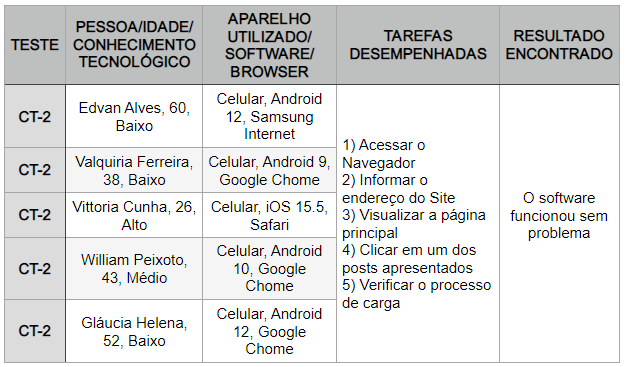 TESTE
PESSOA/IDADE/
CONHECIMENTO
TECNOLÓGICO
APARELHO
UTILIZADO/
SOFTWARE/
BROWSER
TAREFAS
DESEMPENHADAS
RESULTADO
ENCONTRADO
CT-2
Edvan Alves, 60,
Baixo
Celular, Android
12, Samsung
Internet
CT-2
Valquiria Ferreira,
38, Baixo
Celular, Android 9,
Google Chome
CT-2
Vittoria Cunha, 26,
Alto
Celular, iOS 15.5,
Safari
CT-2
William Peixoto,
43, Médio
Celular, Android
10, Google
Chome
CT-2
Gláucia Helena,
52, Baixo
Celular, Android
12, Google
Chome
1) Acessar o
Navegador
2) Informar o
endereço do Site
3) Visualizar a página
principal
4) Clicar em um dos
posts apresentados
5) Verificar o processo
de carga
O software
funcionou sem
problema